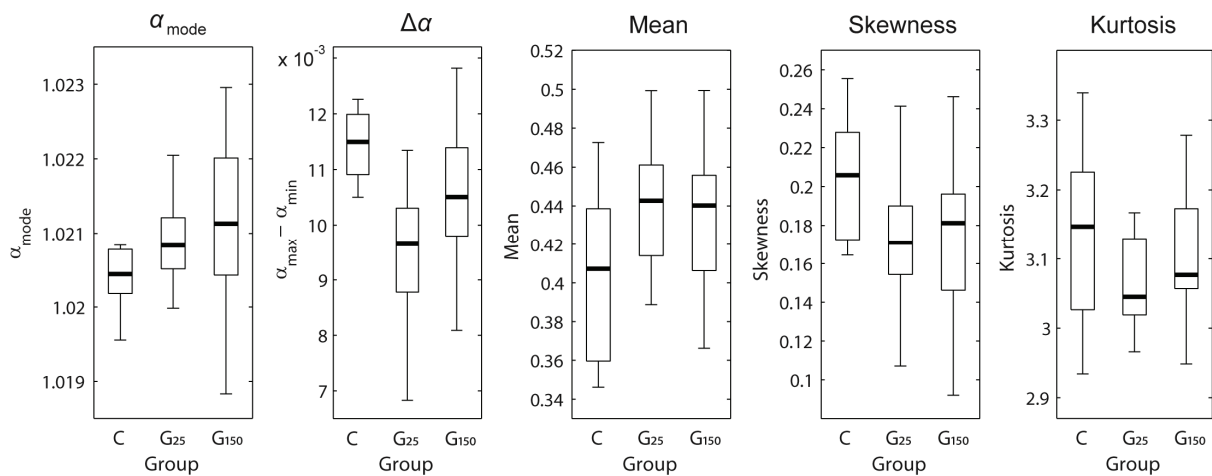 α mode
Δα
Mean
Skewness
Kurtosis
α mode
1.023
1.022
1.021
1.02
1.019
C G25 G150
Group
x 10-3
α max − α min
12
11
10
9
8
7
C G25 G150
Group
Mean
0.52
0.5
0.48
0.46
0.44
0.42
0.4
0.38
0.36
0.34
C G25 G150
Group
Skewness
0.26
0.24
0.22
0.2
0.18
0.16
0.14
0.12
0.1
C G25 G150
Group
Kurtosis
3.3
3.2
3.1
3
2.9
C G25 G150
Group